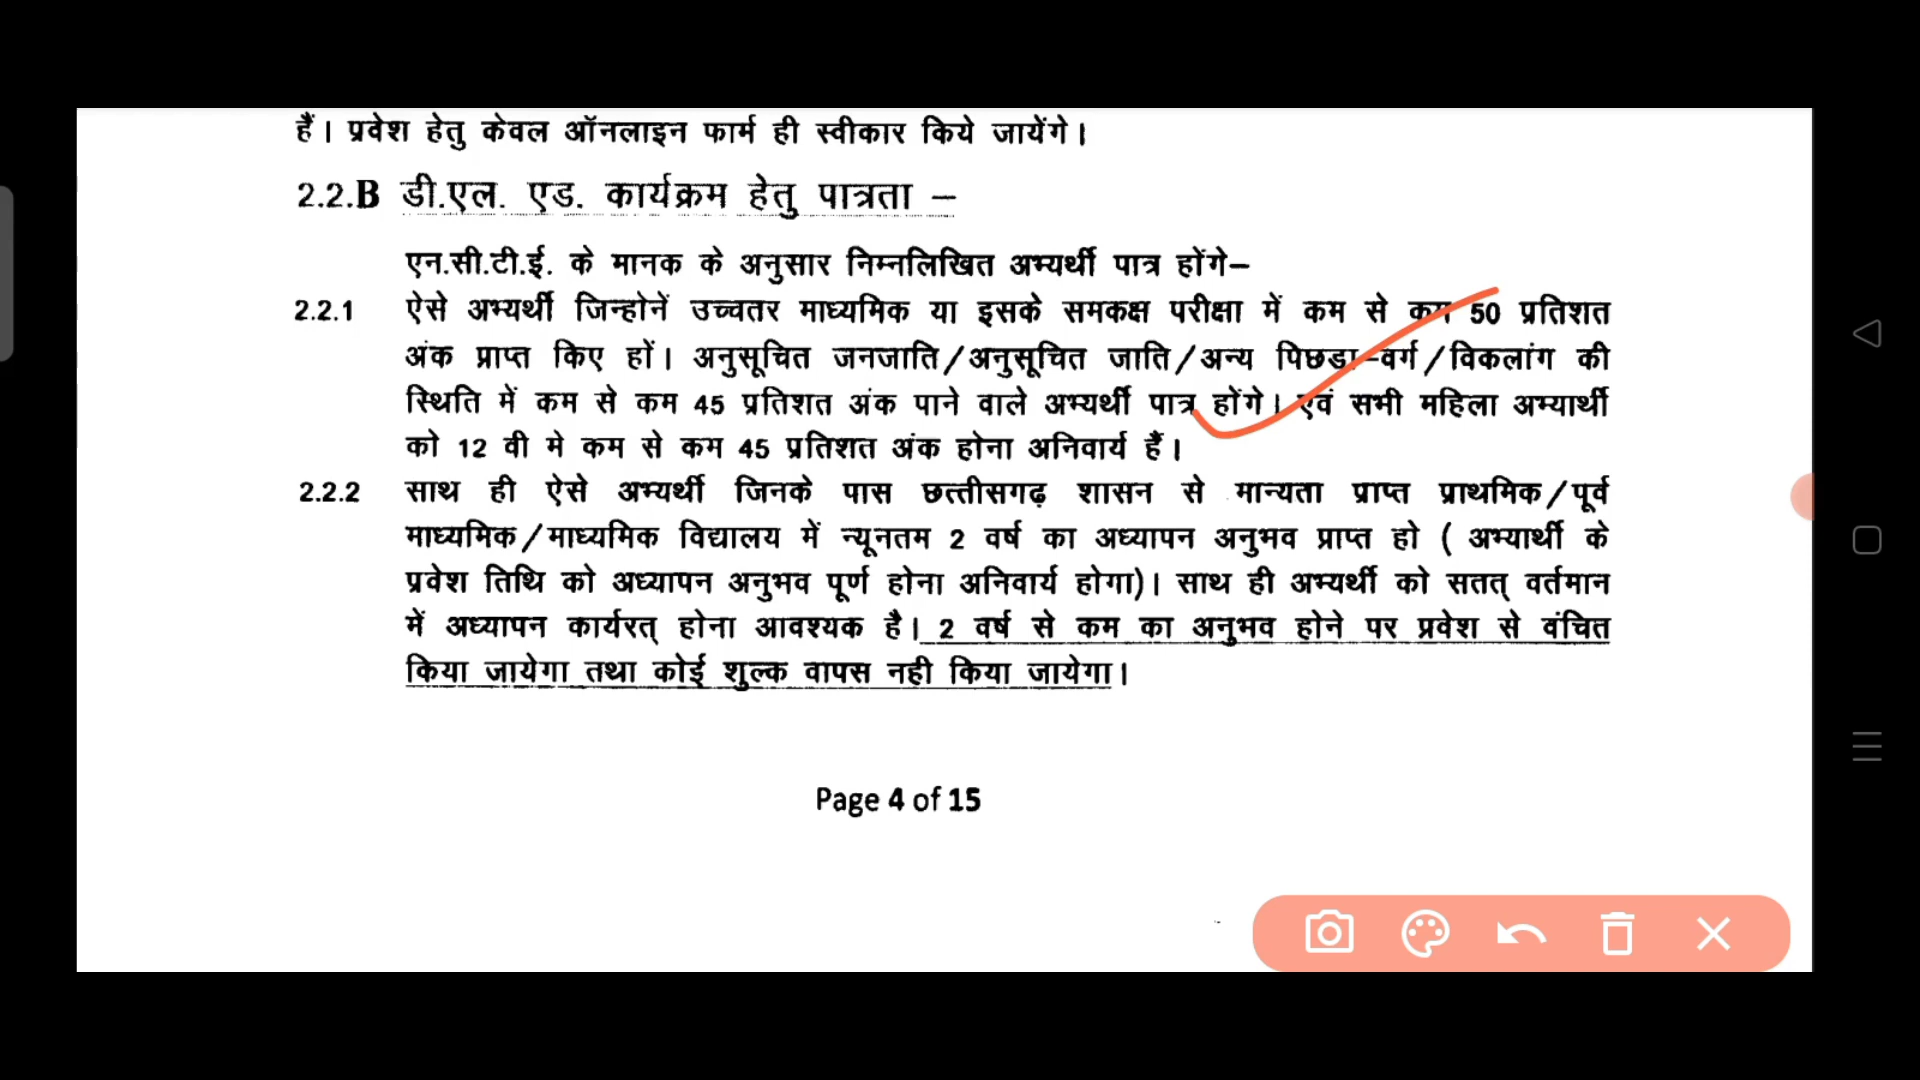 हैं। प्रवेश हेतु केवल ऑनलाइन फार्म ही स्वीकार किये जायेंगे।
2.2.B डी.एल. एड. कार्यक्रम हेतु पात्रता –
एन.सी.टी.ई. के मानक के अनुसार निम्नलिखित अभ्यर्थी पात्र होंगे–
2.2.1 ऐसे अभ्यर्थी जिन्होनें उच्चतर माध्यमिक या इसके समकक्ष परीक्षा में कम से कम 50 प्रतिशत
अंक प्राप्त किए हों। अनुसूचित जनजाति/अनुसूचित जाति/अन्य पिछडा–वर्ग/विकलांग की
स्थिति में कम से कम 45 प्रतिशत अंक पाने वाले अभ्यर्थी पात्र होंगे। एवं सभी महिला अभ्यार्थी
को 12 वी मे कम से कम 45 प्रतिशत अंक होना अनिवार्य हैं।
2.2.2 साथ ही ऐसे अभ्यर्थी जिनके पास छत्तीसगढ़ शासन से मान्यता प्राप्त प्राथमिक/पूर्व
माध्यमिक/माध्यमिक विद्यालय में न्यूनतम 2 वर्ष का अध्यापन अनुभव प्राप्त हो ( अभ्यार्थी के
प्रवेश तिथि को अध्यापन अनुभव पूर्ण होना अनिवार्य होगा)। साथ ही अभ्यर्थी को सतत् वर्तमान
में अध्यापन कार्यरत् होना आवश्यक है। 2 वर्ष से कम का अनुभव होने पर प्रवेश से वंचित
किया जायेगा तथा कोई शुल्क वापस नही किया जायेगा।
Page 4 of 15